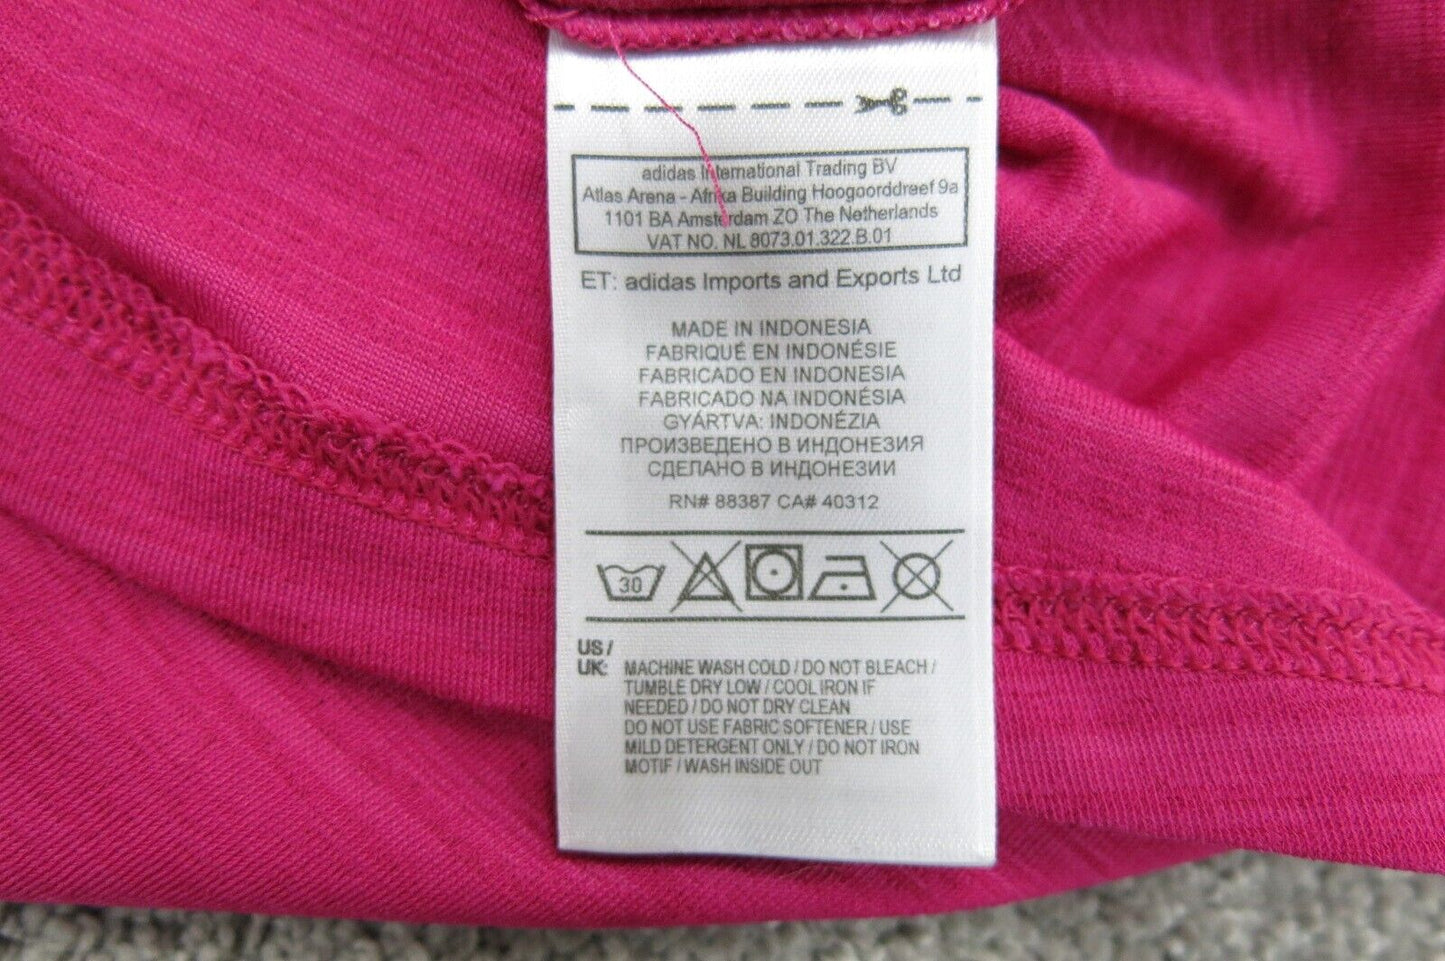 adidas International Trading BV
Atlas Arena - Afrika Building Hoogoorddreef 9a
1101 BA Amsterdam ZO The Netherlands
VAT NO. NL 8073.01.322.B.01
ET: adidas Imports and Exports Ltd
MADE IN INDONESIA
FABRIQUÉ EN INDONÉSIE
FABRICADO EN INDONESIA
FABRICADO NA INDONÉSIA
GYÁRTVA: INDONÉZIA
ПРОИЗВЕДЕНО В ИНДОНЕЗИЯ
СДЕЛАНО В ИНДОНЕЗИИ
RN# 88387 CA# 40312
30
US /
UK: MACHINE WASH COLD / DO NOT BLEACH /
TUMBLE DRY LOW / COOL IRON IF
NEEDED / DO NOT DRY CLEAN
DO NOT USE FABRIC SOFTENER / USE
MILD DETERGENT ONLY / DO NOT IRON
MOTIF / WASH INSIDE OUT